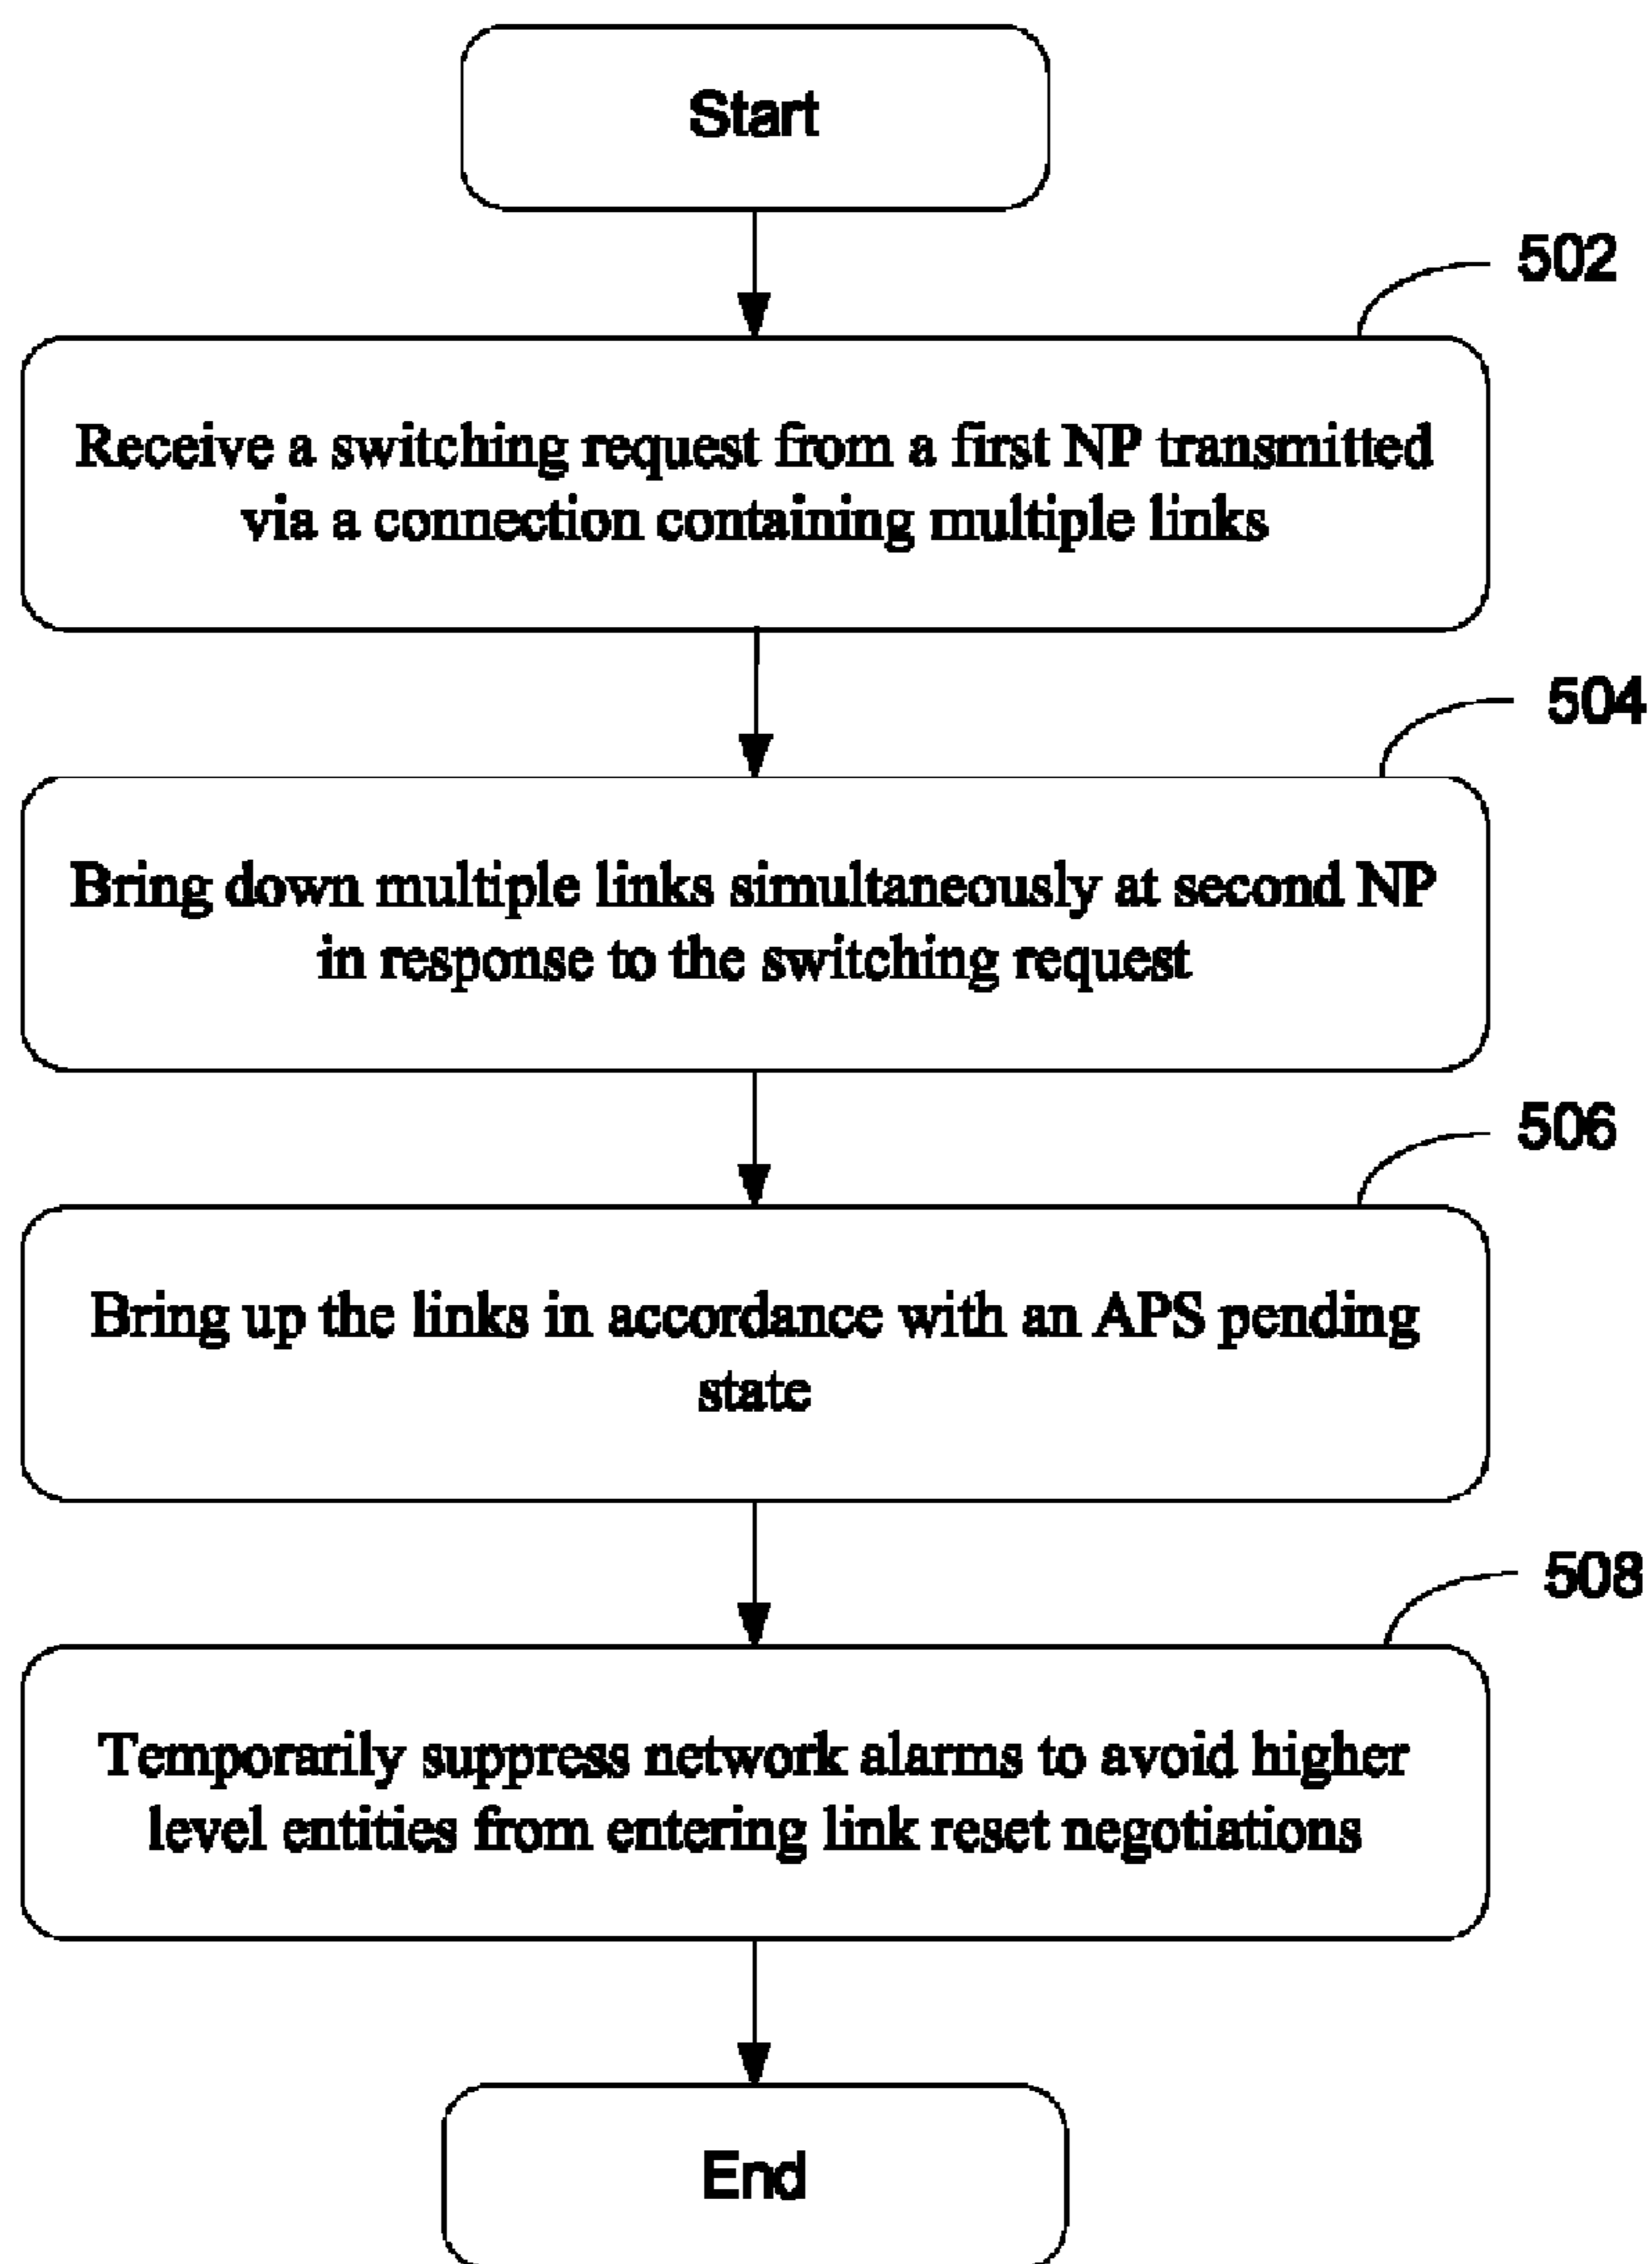 Start
502
Receive a switching request from a first NP transmitted
via a connection containing multiple links
504
Bring down multiple links simultaneously at second NP
in response to the switching request
506
Bring up the links in accordance with an APS pending
state
508
Temporarily suppress network alarms to avoid higher
level entities from entering link reset negotiations
End